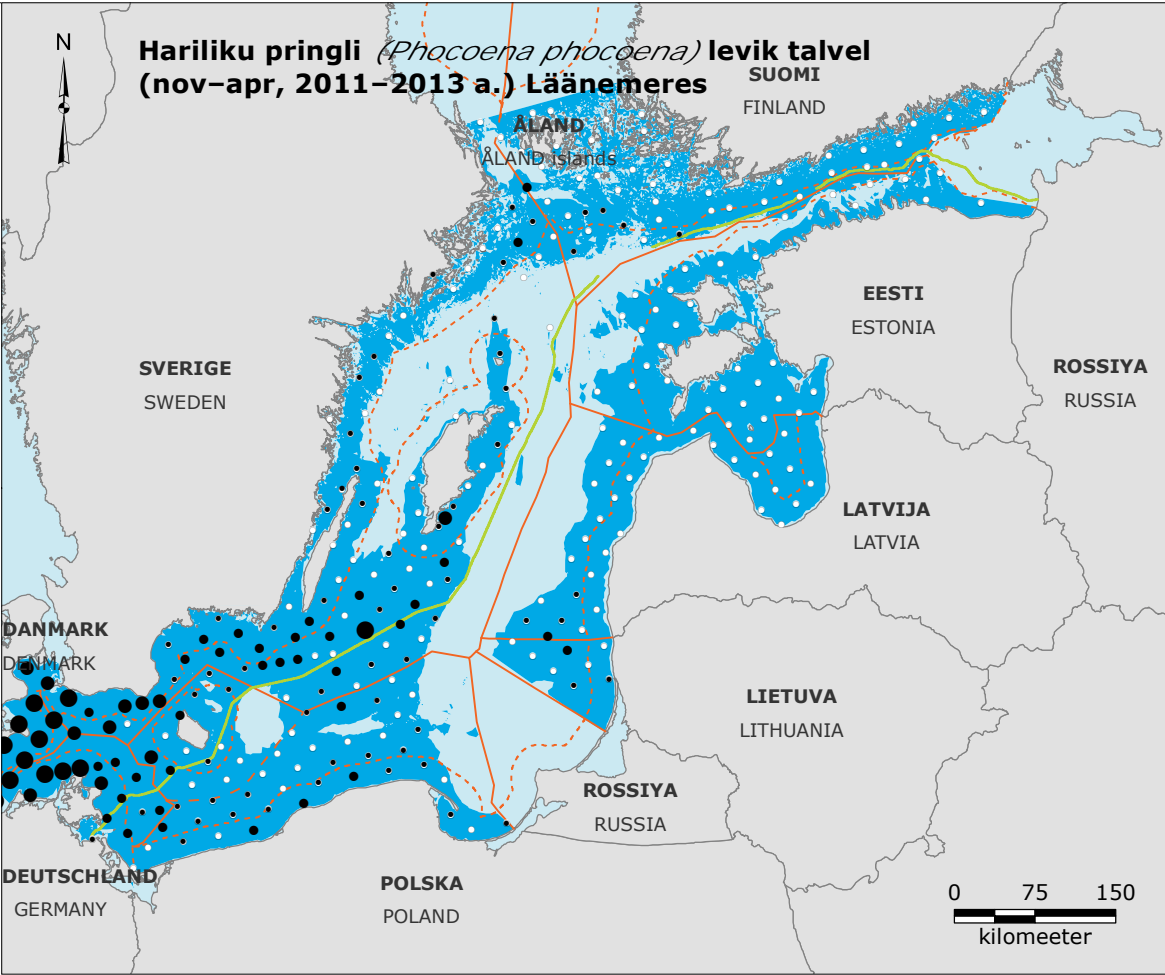 N
Hariliku pringli (Phocoena phocoena) levik talvel
(nov–apr, 2011–2013 a.) Läänemeres
SUOMI
FINLAND
ÅLAND
ÅLAND islands
EESTI
ESTONIA
SVERIGE
SWEDEN
ROSSIYA
RUSSIA
LATVIJA
LATVIA
DANMARK
DENMARK
LIETUVA
LITHUANIA
ROSSIYA
RUSSIA
DEUTSCHLAND
GERMANY
POLSKA
POLAND
0 75 150
kilomeeter